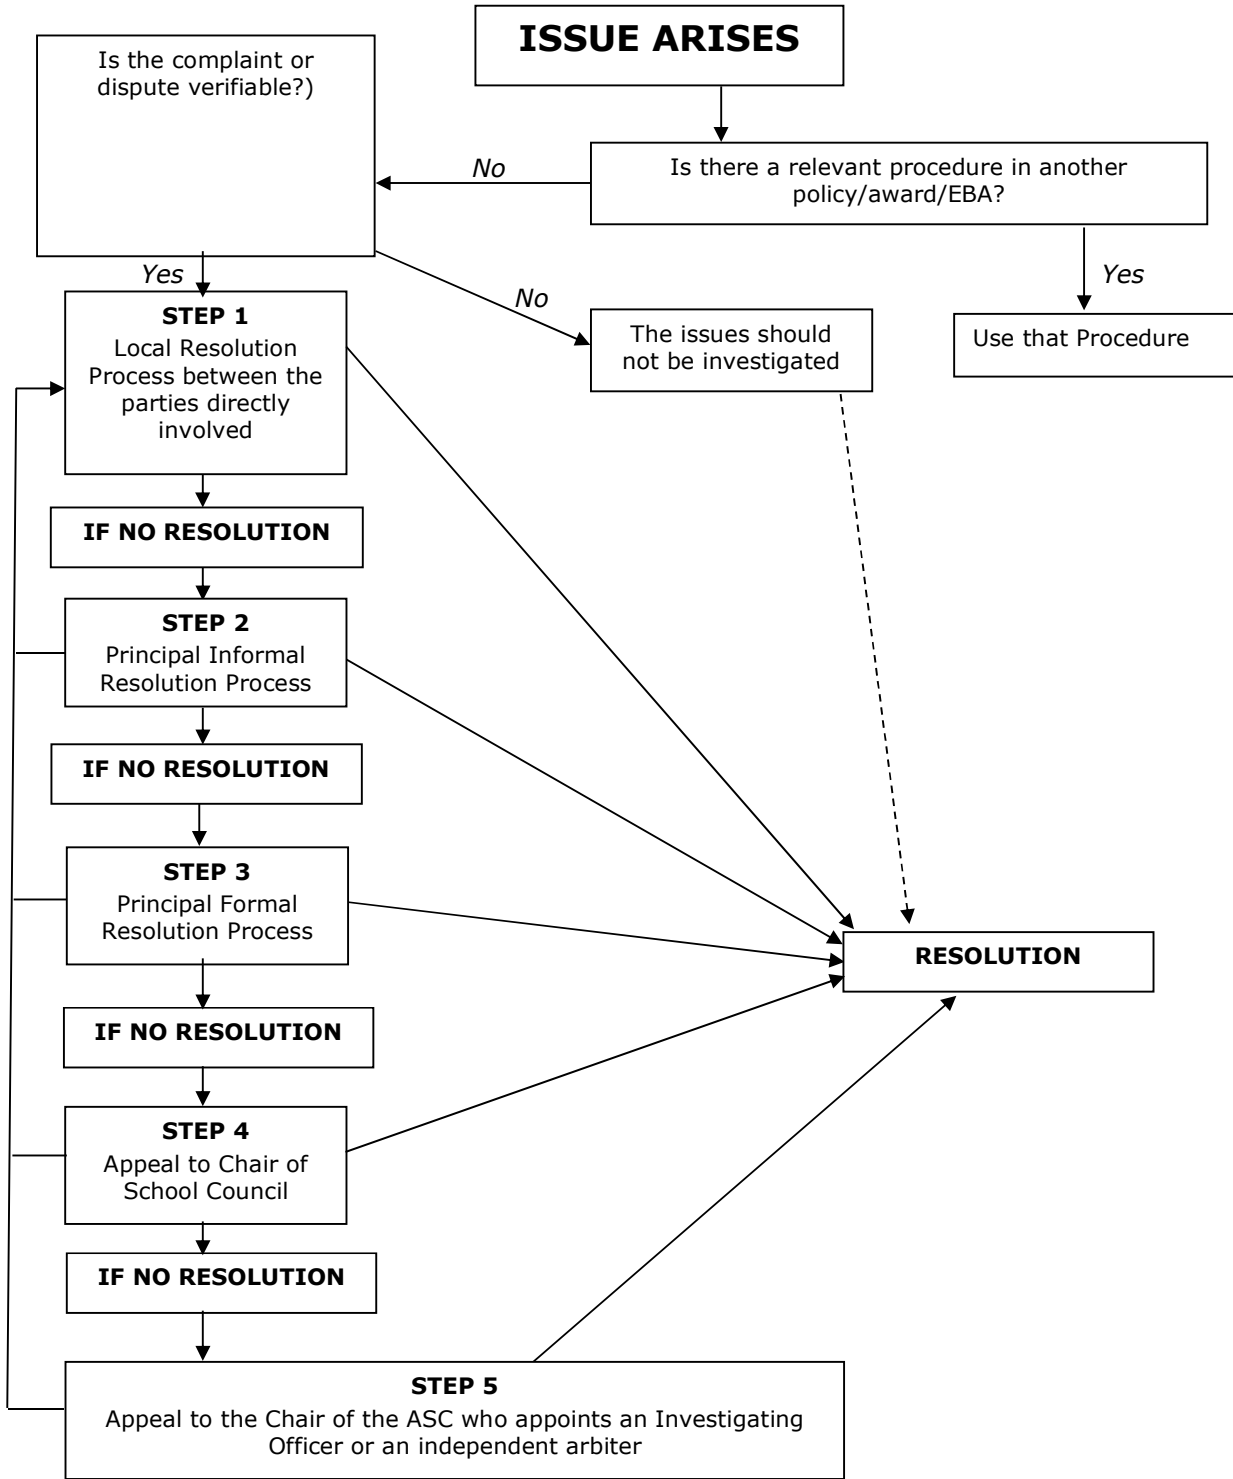 ISSUE ARISES
Is the complaint or
dispute verifiable?)
No
Is there a relevant procedure in another
policy/award/EBA?
Yes
No
Yes
STEP 1
Local Resolution
Process between the
parties directly
involved
The issues should
not be investigated
Use that Procedure
IF NO RESOLUTION
STEP 2
Principal Informal
Resolution Process
IF NO RESOLUTION
STEP 3
Principal Formal
Resolution Process
RESOLUTION
IF NO RESOLUTION
STEP 4
Appeal to Chair of
School Council
IF NO RESOLUTION
STEP 5
Appeal to the Chair of the ASC who appoints an Investigating
Officer or an independent arbiter